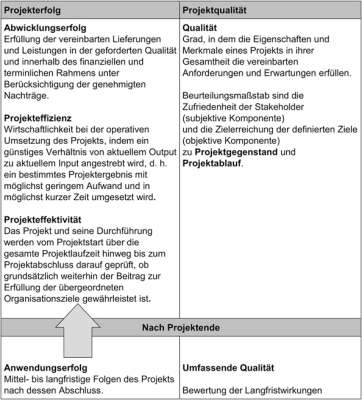 Projekterfolg
Abwicklungserfolg
Erfüllung der vereinbarten Lieferungen
und Leistungen in der geforderten Qualität
und innerhalb des finanziellen und
terminlichen Rahmens unter
Berücksichtigung der genehmigten
Nachträge.
Projekteffizienz
Wirtschaftlichkeit bei der operativen
Umsetzung des Projekts, indem ein
günstiges Verhältnis von aktuellem Output
zu aktuellem Input angestrebt wird, d. h.
ein bestimmtes Projektergebnis mit
möglichst geringem Aufwand und in
möglichst kurzer Zeit umgesetzt wird.
Projekteffektivität
Das Projekt und seine Durchführung
werden vom Projektstart über die
gesamte Projektlaufzeit hinweg bis zum
Projektabschluss darauf geprüft, ob
grundsätzlich weiterhin der Beitrag zur
Erfüllung der übergeordneten
Organisationsziele gewährleistet ist.
Projektqualität
Qualität
Grad, in dem die Eigenschaften und
Merkmale eines Projekts in ihrer
Gesamtheit die vereinbarten
Anforderungen und Erwartungen erfüllen.
Beurteilungsmaßstab sind die
Zufriedenheit der Stakeholder
(subjektive Komponente)
und die Zielerreichung der definierten Ziele
(objektive Komponente)
zu Projektgegenstand und
Projektablauf.
Nach Projektende
Anwendungserfolg
Mittel- bis langfristige Folgen des Projekts
nach dessen Abschluss.
Umfassende Qualität
Bewertung der Langfristwirkungen